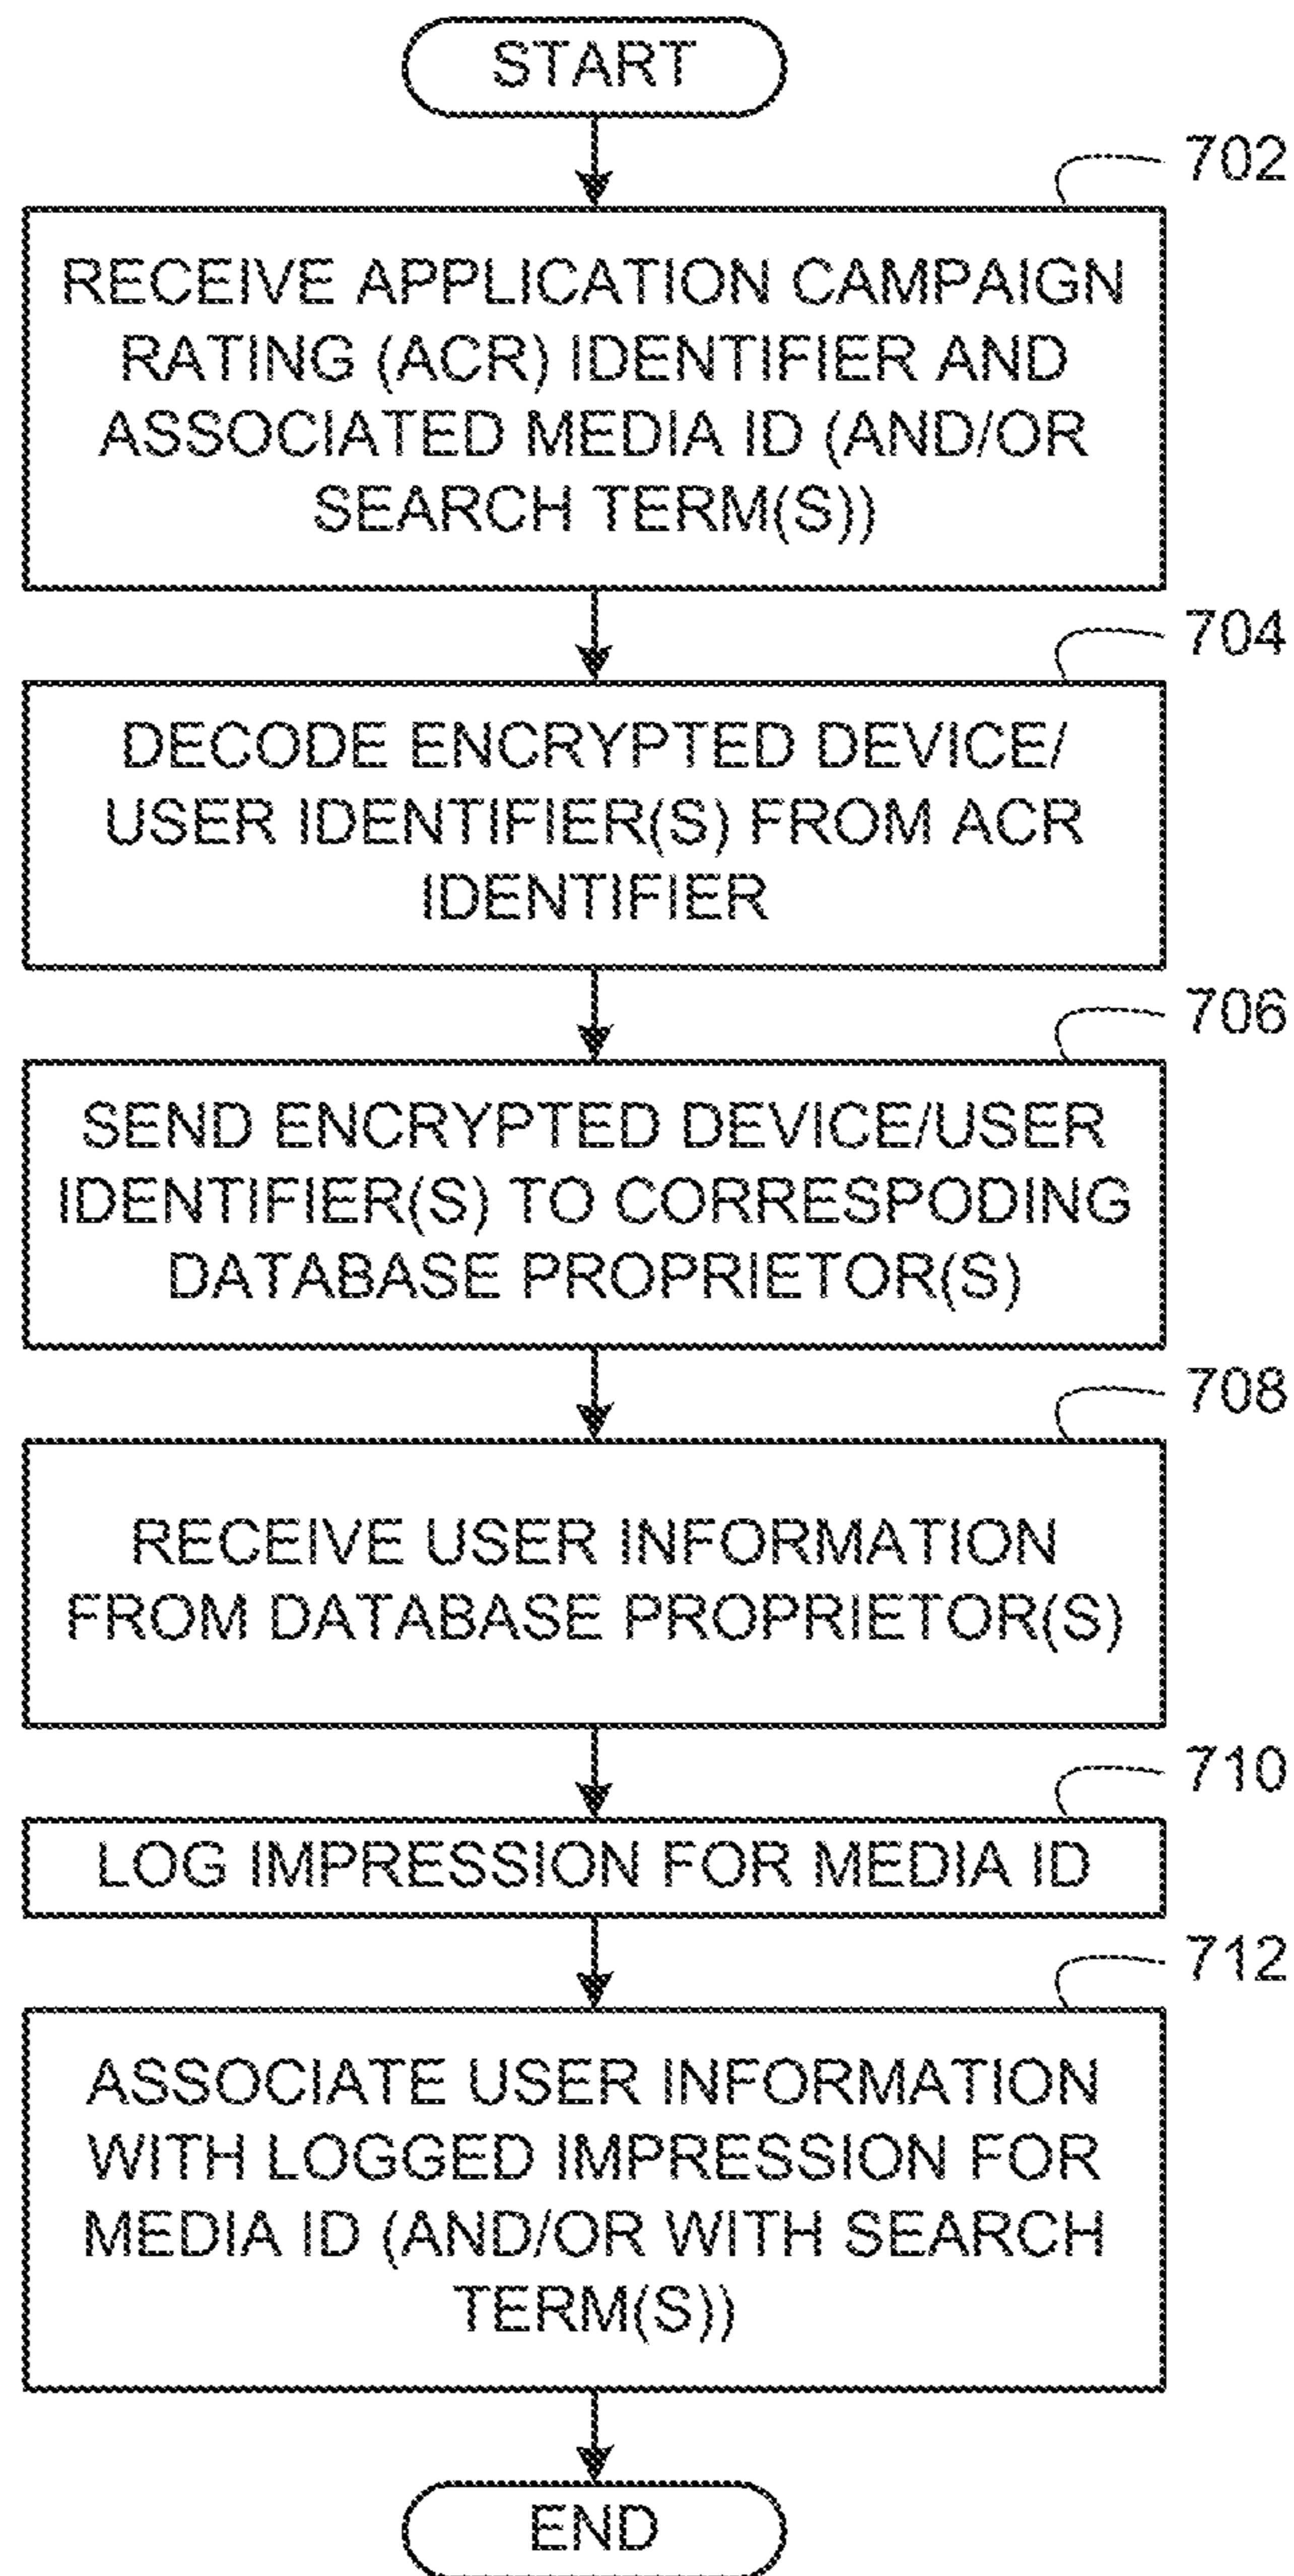 START
702
RECEIVE APPLICATION CAMPAIGN
RATING (ACR) IDENTIFIER AND
ASSOCIATED MEDIA ID (AND/OR
SEARCH TERM(S))
704
DECODE ENCRYPTED DEVICE/
USER IDENTIFIER(S) FROM ACR
IDENTIFIER
706
SEND ENCRYPTED DEVICE/USER
IDENTIFIER(S) TO CORRESPODING
DATABASE PROPRIETOR(S)
708
RECEIVE USER INFORMATION
FROM DATABASE PROPRIETOR(S)
710
LOG IMPRESSION FOR MEDIA ID
712
ASSOCIATE USER INFORMATION
WITH LOGGED IMPRESSION FOR
MEDIA ID (AND/OR WITH SEARCH
TERM(S))
END